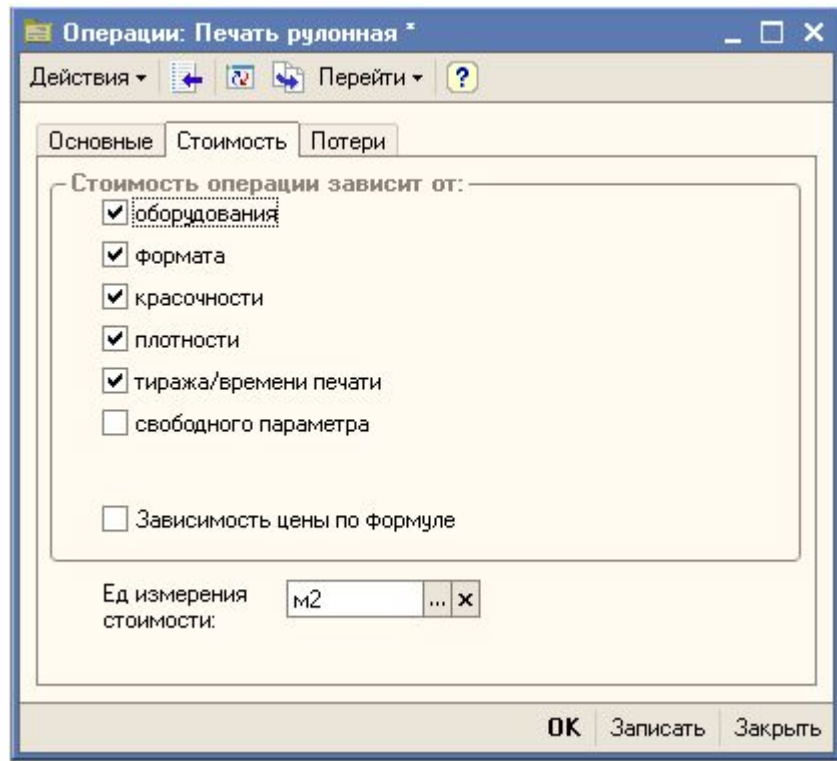 Операции: Печать рулонная *
Действия Перейти ?
Основные Стоимость Потери
Стоимость операции зависит от:
оборудования
формата
красочности
плотности
тиража/времени печати
свободного параметра
Зависимость цены по формуле
Ед измерения
стоимости:
м2 ... x
OK Записать Закрыть